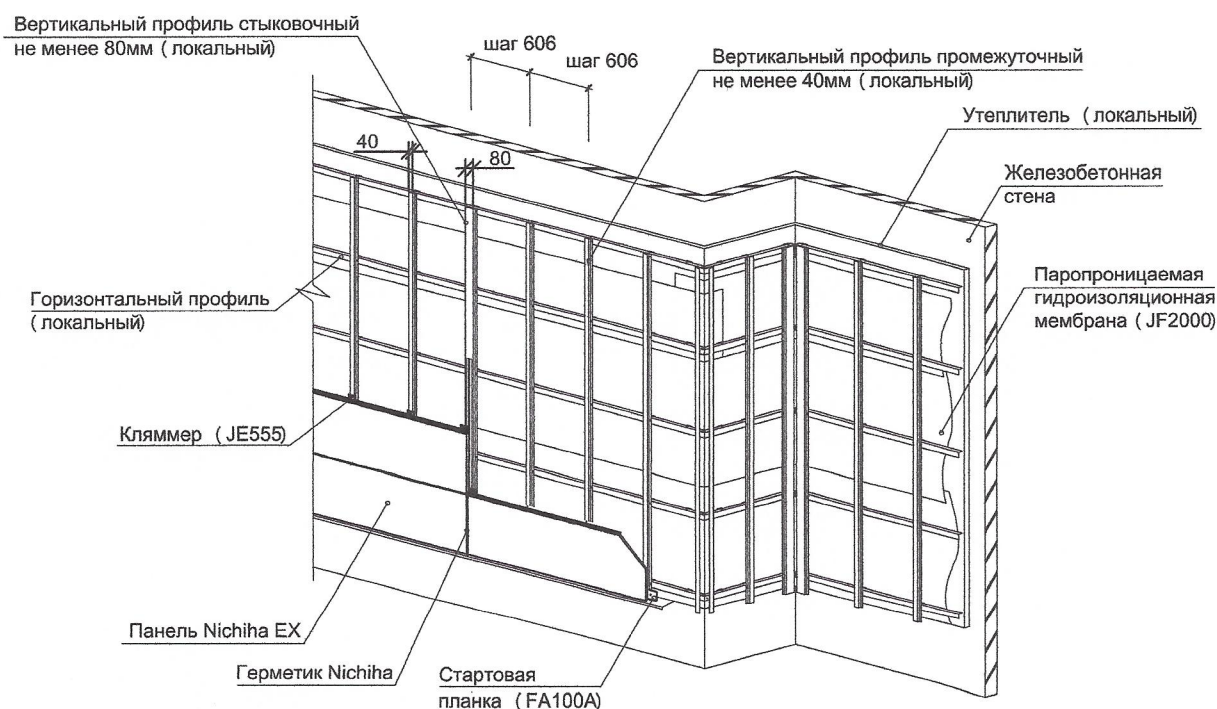 Вертикальный профиль стыковочный
не менее 80мм ( локальный)
шаг 606
шаг 606
Вертикальный профиль промежуточный
не менее 40мм ( локальный)
Утеплитель ( локальный)
Железобетонная
стена
40
80
Паропроницаемая
гидроизоляционная
мембрана ( JF2000)
Горизонтальный профиль
( локальный)
Кляммер ( JE555)
Панель Nichiha EX
Герметик Nichiha
Стартовая
планка ( FA100A)